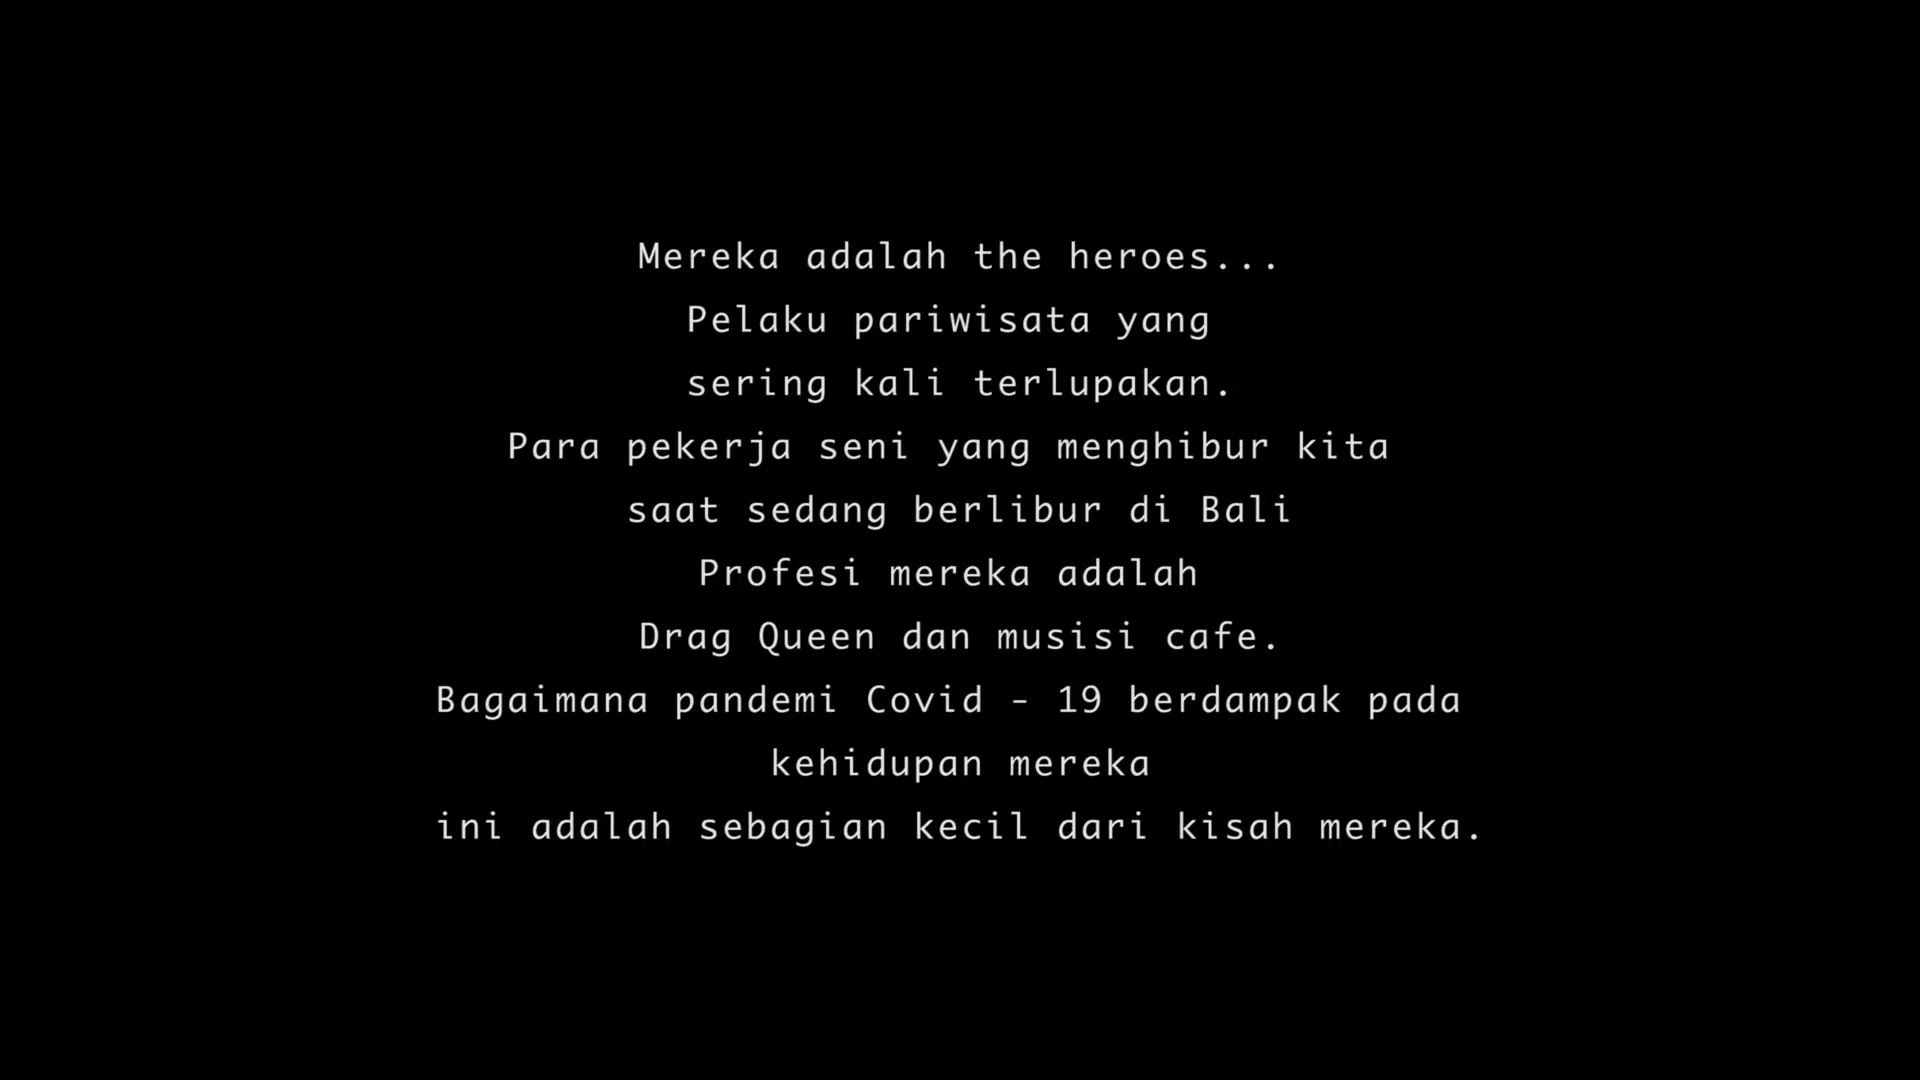 Mereka adalah the heroes...
Pelaku pariwisata yang
sering kali terlupakan.
Para pekerja seni yang menghibur kita
saat sedang berlibur di Bali
Profesi mereka adalah
Drag Queen dan musisi cafe.
Bagaimana pandemi Covid - 19 berdampak pada
kehidupan mereka
ini adalah sebagian kecil dari kisah mereka.